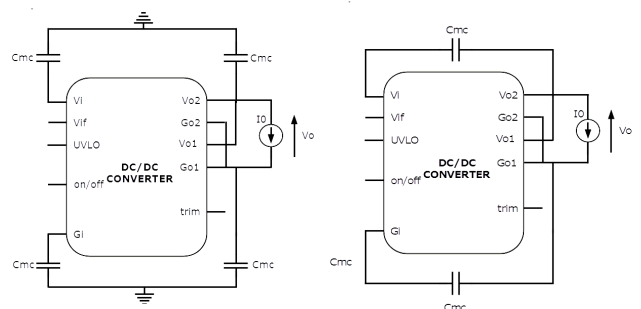 Cmc
Cmc
Vi
Vif
UVLO
on/off
Gi
DC/DC
CONVERTER
Vo2
Go2
Vo1
Go1
trim
I0
Vo
Cmc
Cmc
Cmc
Vi
Vif
UVLO
on/off
Gi
DC/DC
CONVERTER
Vo2
Go2
Vo1
Go1
trim
I0
Vo
Cmc
Cmc